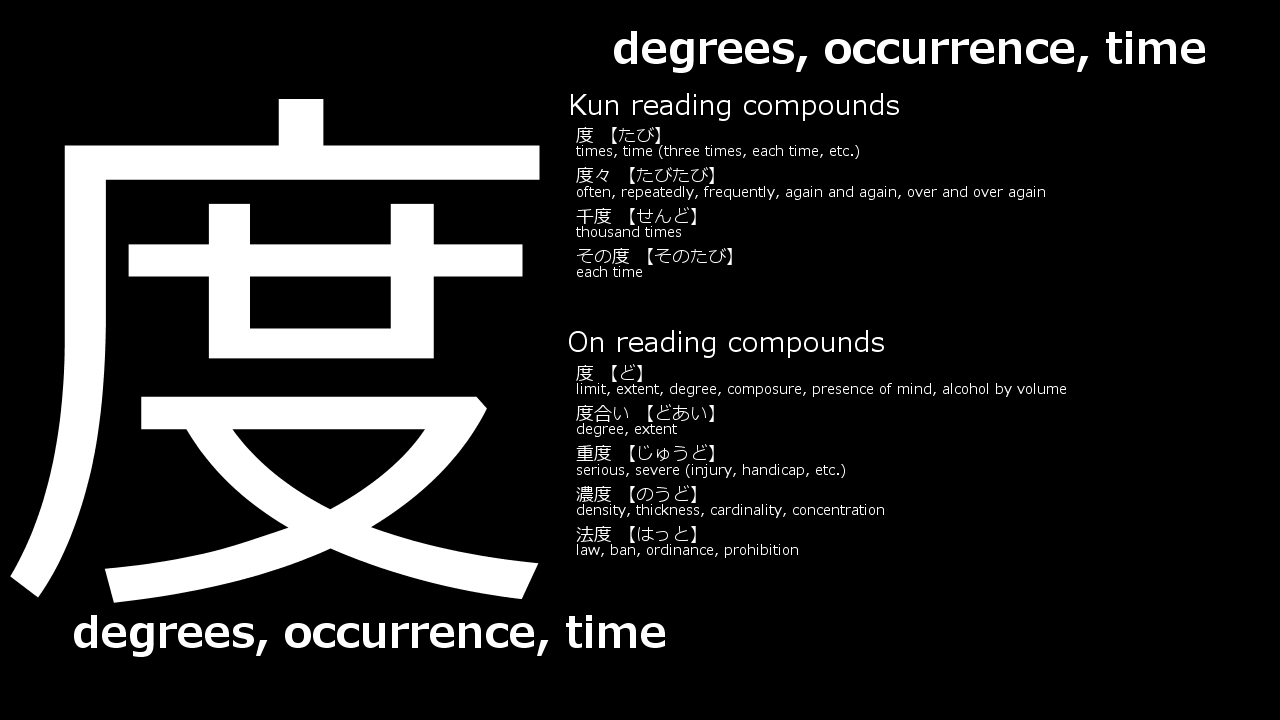 degrees, occurrence, time
度
Kun reading compounds
度 【たび】
times, time (three times, each time, etc.)
度々 【たびたび】
often, repeatedly, frequently, again and again, over and over again
千度 【せんど】
thousand times
その度 【そのたび】
each time
On reading compounds
度 【ど】
limit, extent, degree, composure, presence of mind, alcohol by volume
度合い 【どあい】
degree, extent
重度 【じゅうど】
serious, severe (injury, handicap, etc.)
濃度 【のうど】
density, thickness, cardinality, concentration
法度 【はっと】
law, ban, ordinance, prohibition
degrees, occurrence, time